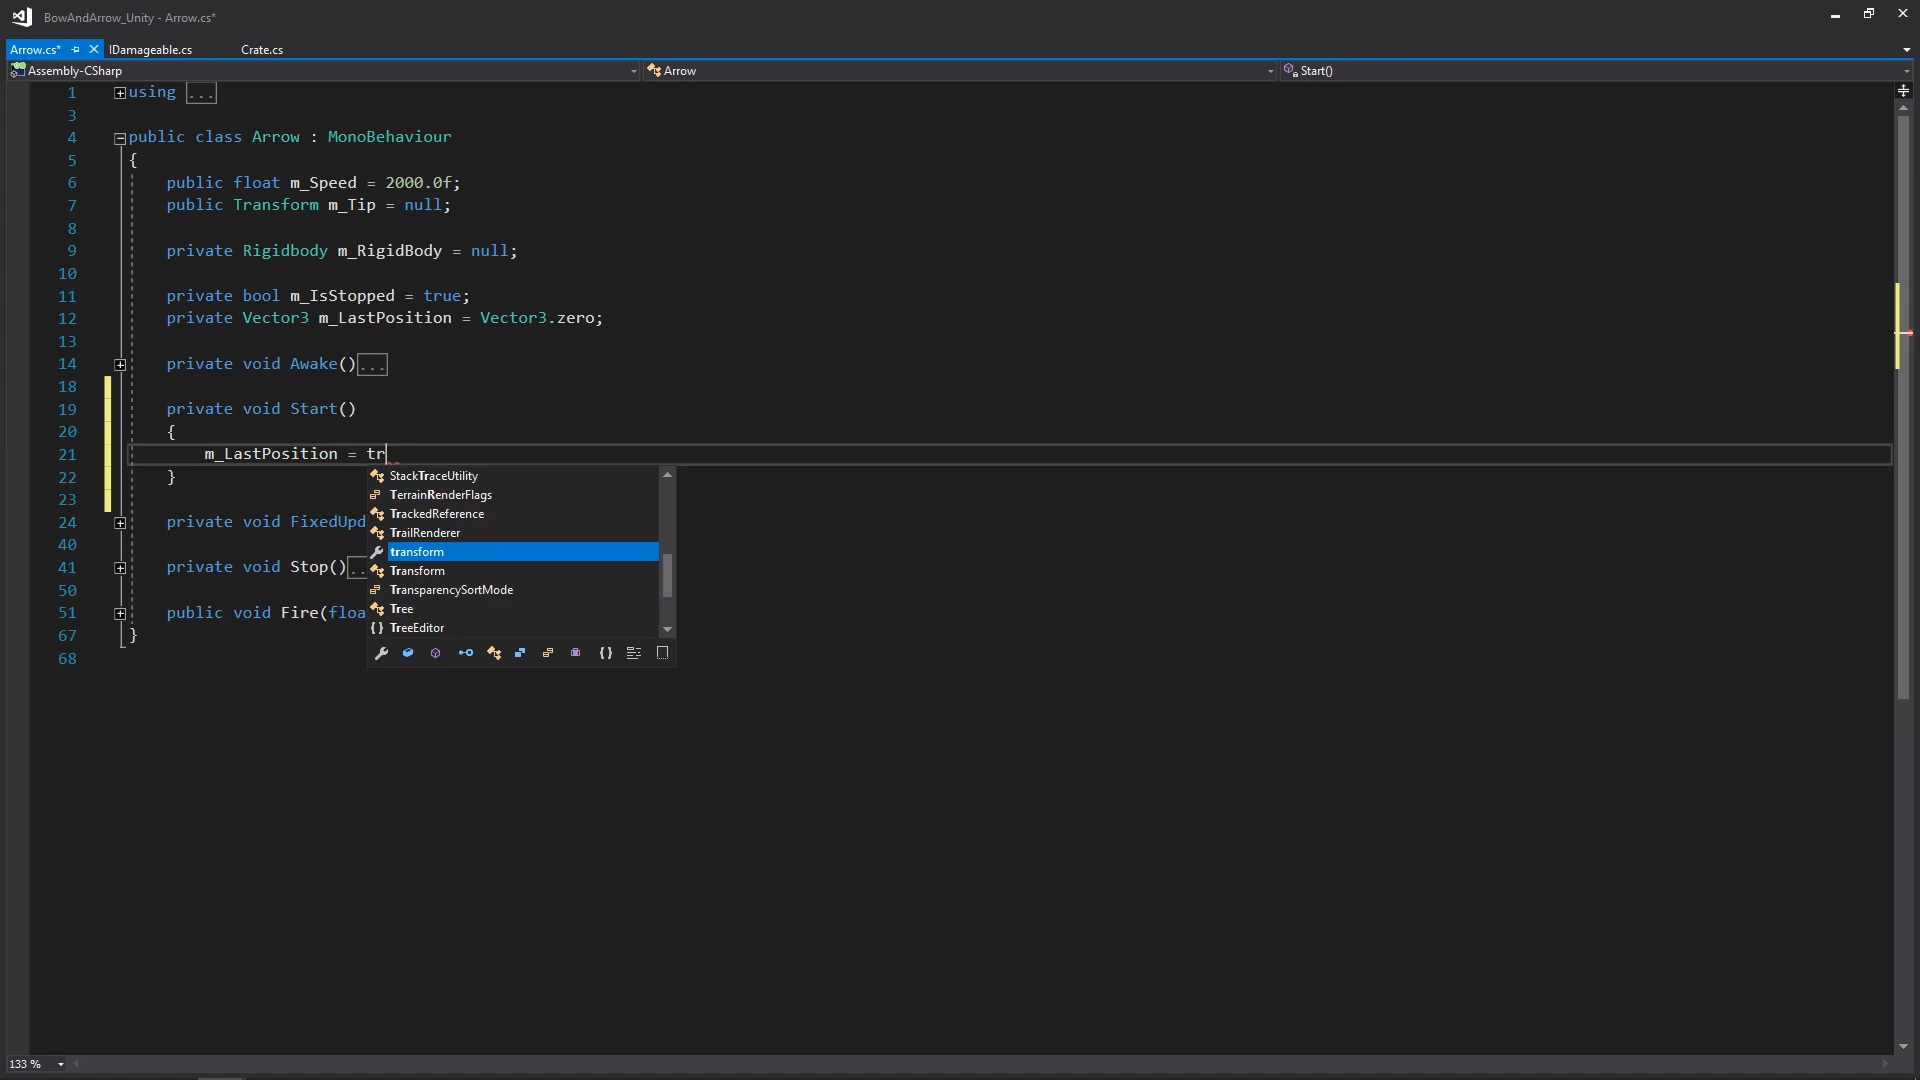 BowAndArrow_Unity - Arrow.cs*
Arrow.cs* IDamageable.cs Crate.cs
Assembly-CSharp Arrow Start()
1 using ...
3
4 public class Arrow : MonoBehaviour
5 {
6 public float m_Speed = 2000.0f;
7 public Transform m_Tip = null;
8
9 private Rigidbody m_RigidBody = null;
10
11 private bool m_IsStopped = true;
12 private Vector3 m_LastPosition = Vector3.zero;
13
14 private void Awake()...
18
19 private void Start()
20 {
21 m_LastPosition = tr
22 }
23
24 private void FixedUpd
40
41 private void Stop()..
50
51 public void Fire(floa
67 }
68
StackTraceUtility
TerrainRenderFlags
TrackedReference
TrailRenderer
transform
Transform
TransparencySortMode
Tree
{} TreeEditor
{}
133 %